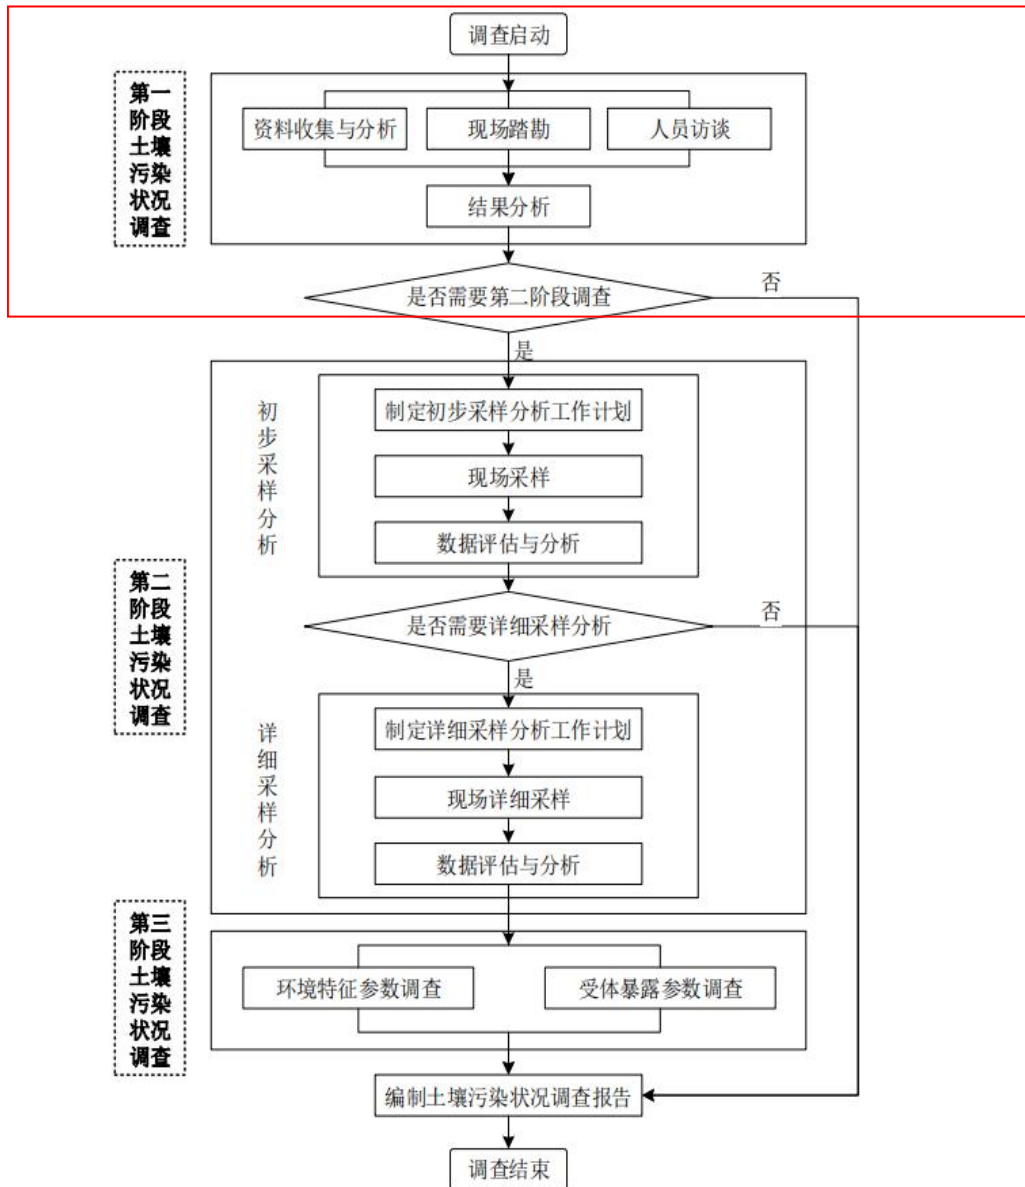 调查启动
第一
阶段
土壤
污染
状况
调查
资料收集与分析
现场踏勘
人员访谈
结果分析
是否需要第二阶段调查
否
是
初步采样分析
制定初步采样分析工作计划
现场采样
数据评估与分析
第二
阶段
土壤
污染
状况
调查
是否需要详细采样分析
否
是
详细采样分析
制定详细采样分析工作计划
现场详细采样
数据评估与分析
第三
阶段
土壤
污染
状况
调查
环境特征参数调查
受体暴露参数调查
编制土壤污染状况调查报告
调查结束